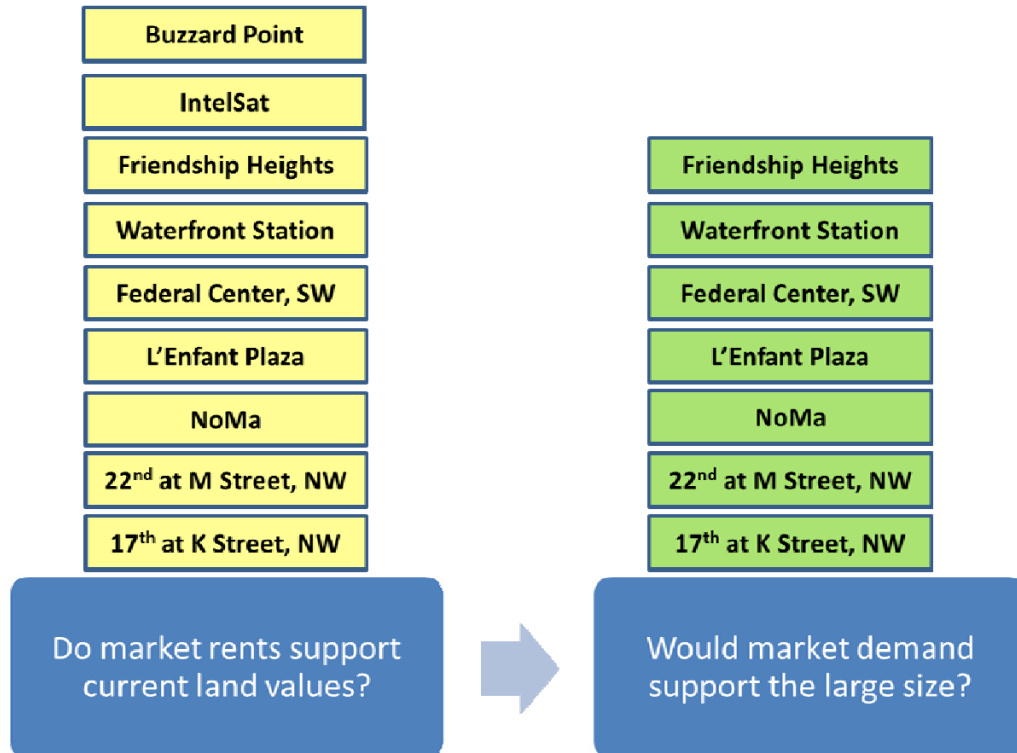 Buzzard Point
IntelSat
Friendship Heights
Waterfront Station
Federal Center, SW
L’Enfant Plaza
NoMa
22nd at M Street, NW
17th at K Street, NW
Do market rents support
current land values?
Friendship Heights
Waterfront Station
Federal Center, SW
L’Enfant Plaza
NoMa
22nd at M Street, NW
17th at K Street, NW
Would market demand
support the large size?